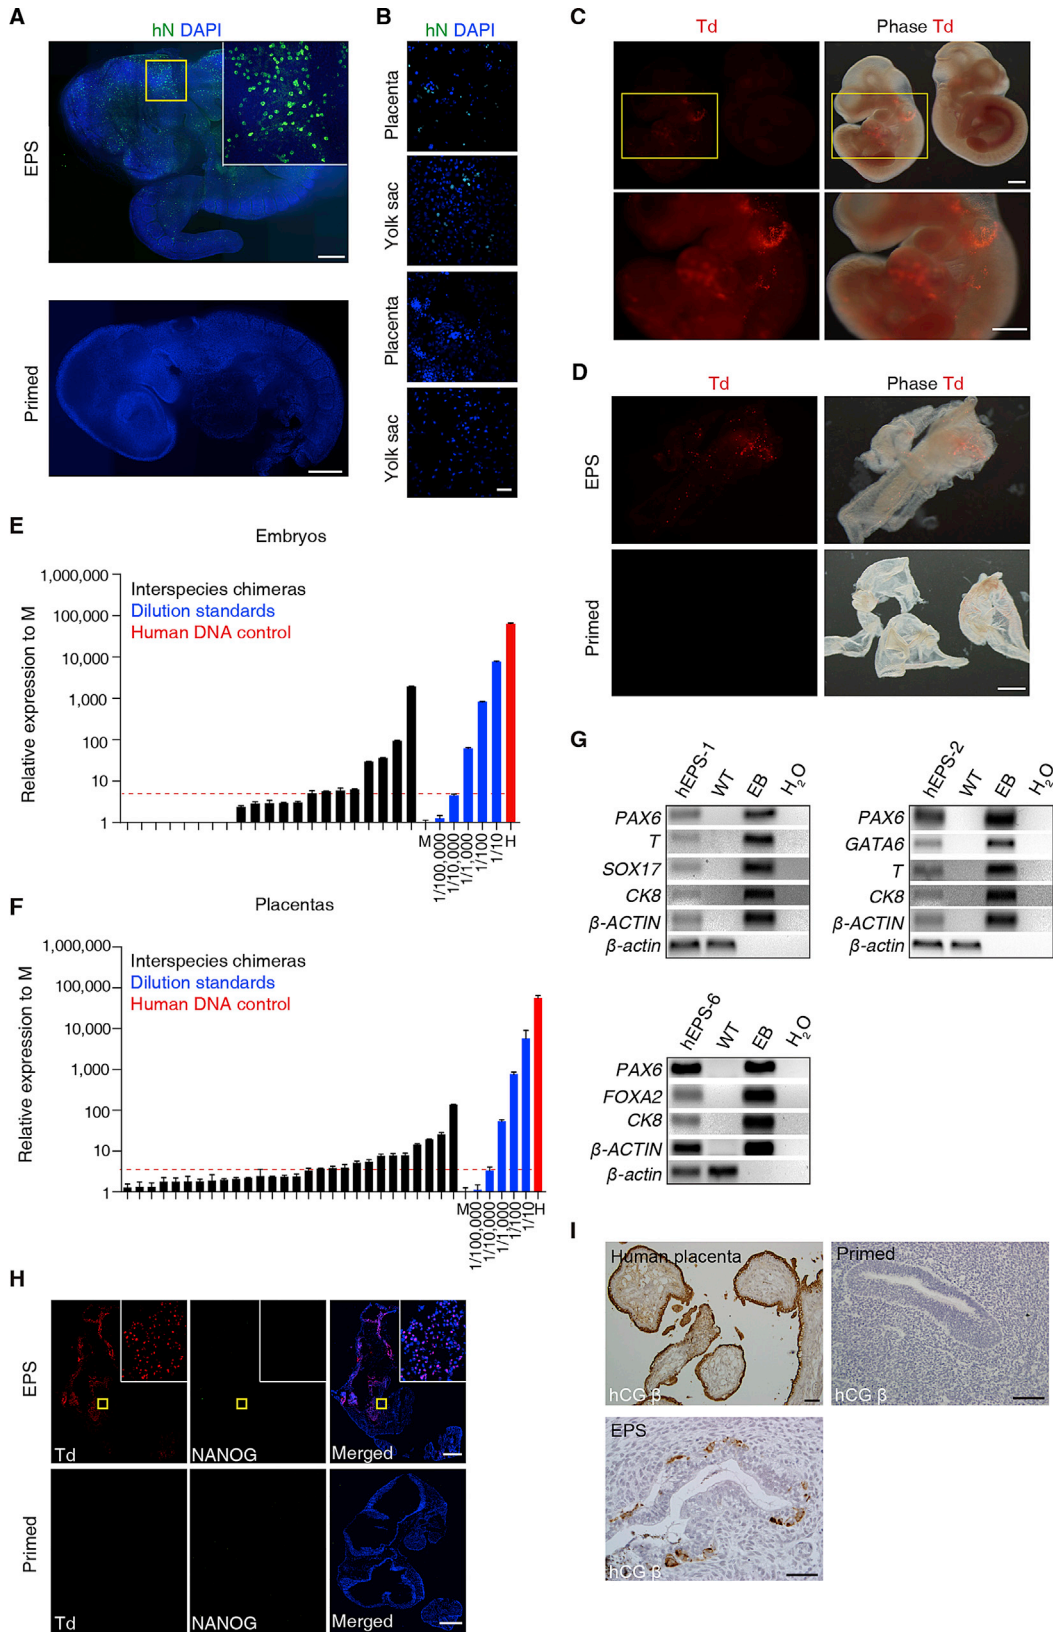 A
hN DAPI
EPS
Primed
B
hN DAPI
Placenta
Yolk sac
Placenta
Yolk sac
C
Td
Phase Td
D
Td
Phase Td
EPS
Primed
E
Embryos
Relative expression to M
1,000,000
100,000
10,000
1,000
100
10
1
Interspecies chimeras
Dilution standards
Human DNA control
M
1/100,000
1/10,000
1/1,000
1/100
1/10
H
F
Placentas
Relative expression to M
1,000,000
100,000
10,000
1,000
100
10
1
Interspecies chimeras
Dilution standards
Human DNA control
M
1/100,000
1/10,000
1/1,000
1/100
1/10
H
G
hEPS-1 WT EB H₂O
PAX6
T
SOX17
CK8
β-ACTIN
β-actin
hEPS-2 WT EB H₂O
PAX6
GATA6
T
CK8
β-ACTIN
β-actin
hEPS-6 WT EB H₂O
PAX6
FOXA2
CK8
β-ACTIN
β-actin
H
EPS
Td
NANOG
Merged
Primed
Td
NANOG
Merged
I
Human placenta
hCG β
Primed
hCG β
EPS
hCG β